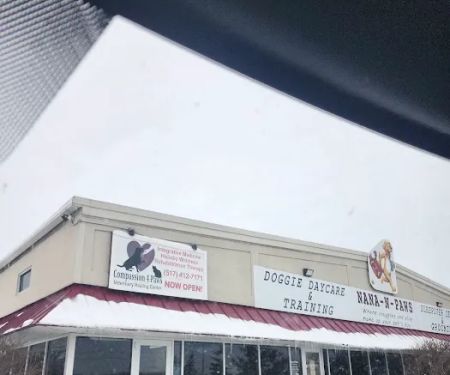 Integrative Medicine
Holistic Wellness
Rehabilitation Therapy
(517) 412-7171
NOW OPEN!
Compassion 4 Paws
Veterinary Healing Center
DOGGIE DAYCARE
&
TRAINING
NANA-N-PAWS